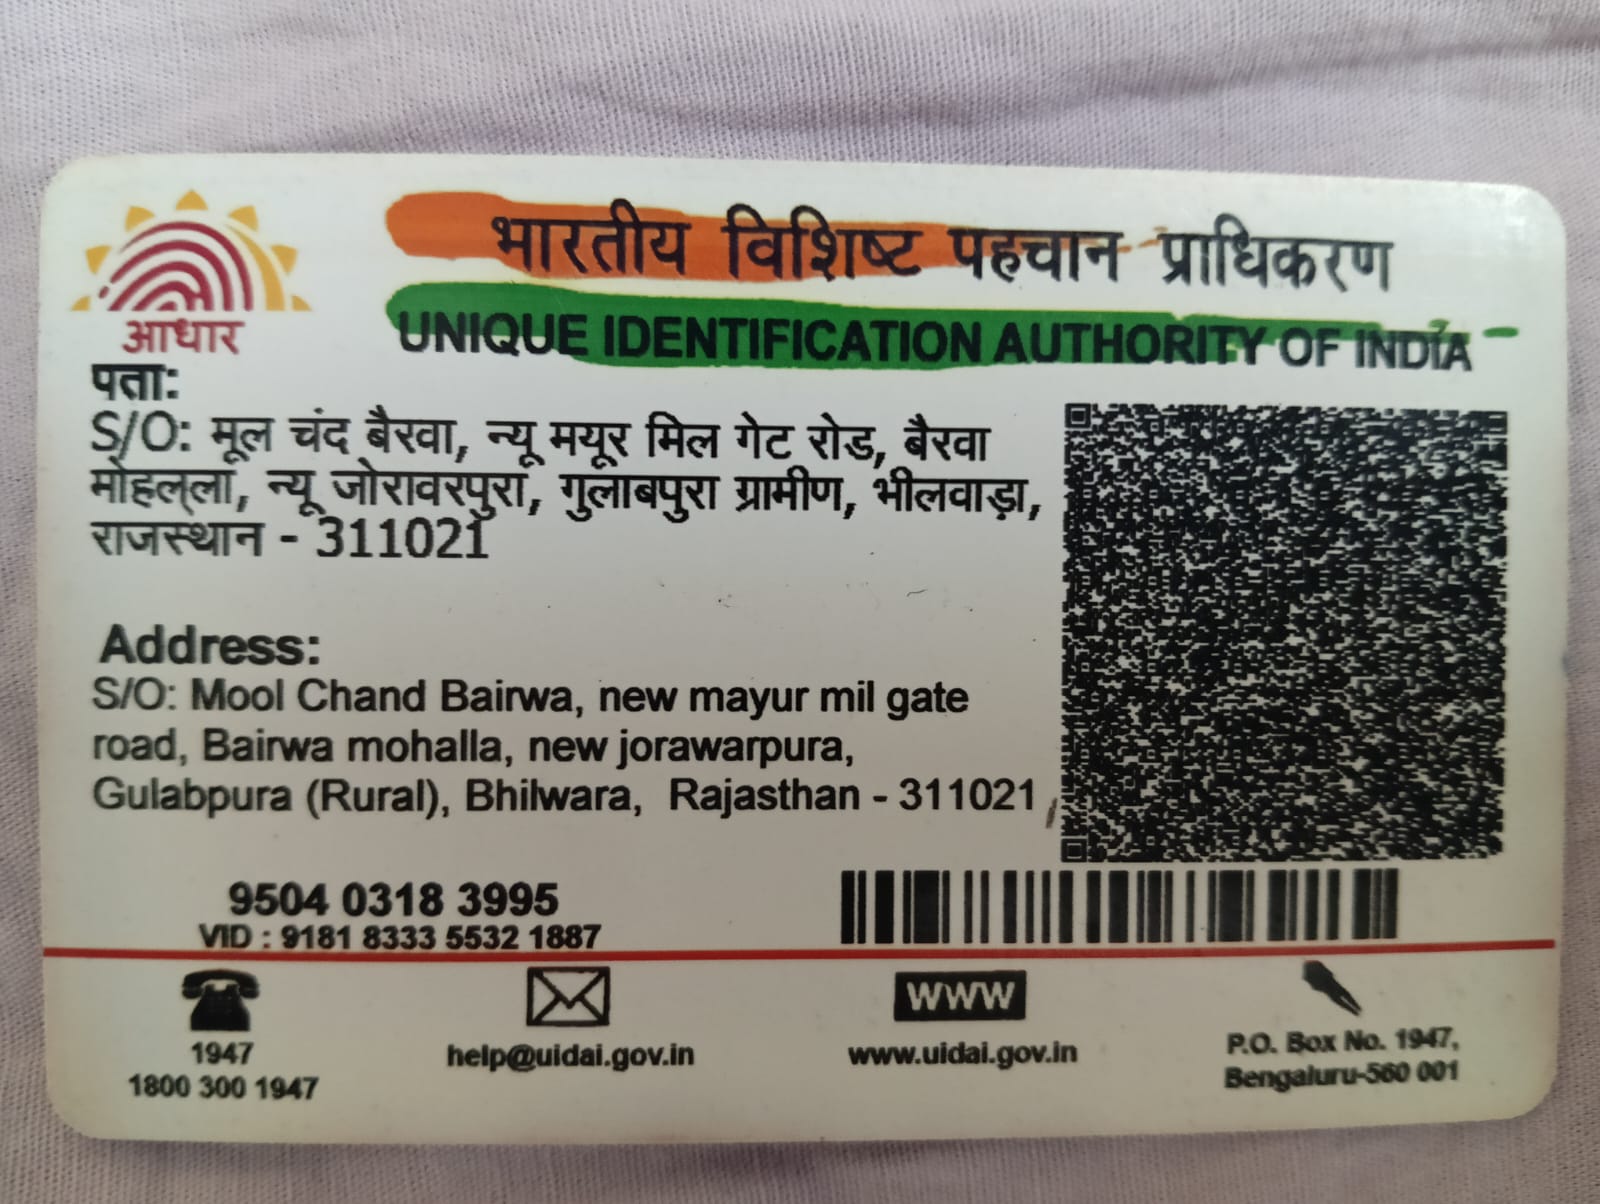 भारतीय विशिष्ट पहचान प्राधिकरण
UNIQUE IDENTIFICATION AUTHORITY OF INDIA
आधार
पता:
S/O: मूल चंद बैरवा, न्यू मयूर मिल गेट रोड, बैरवा
मोहल्ला, न्यू जोरावरपुरा, गुलाबपुरा ग्रामीण, भीलवाड़ा,
राजस्थान - 311021
Address:
S/O: Mool Chand Bairwa, new mayur mil gate
road, Bairwa mohalla, new jorawarpura,
Gulabpura (Rural), Bhilwara, Rajasthan - 311021
9504 0318 3995
VID : 9181 8333 5532 1887
1947
1800 300 1947
help@uidai.gov.in
WWW
www.uidai.gov.in
P.O. Box No. 1947,
Bengaluru-560 001